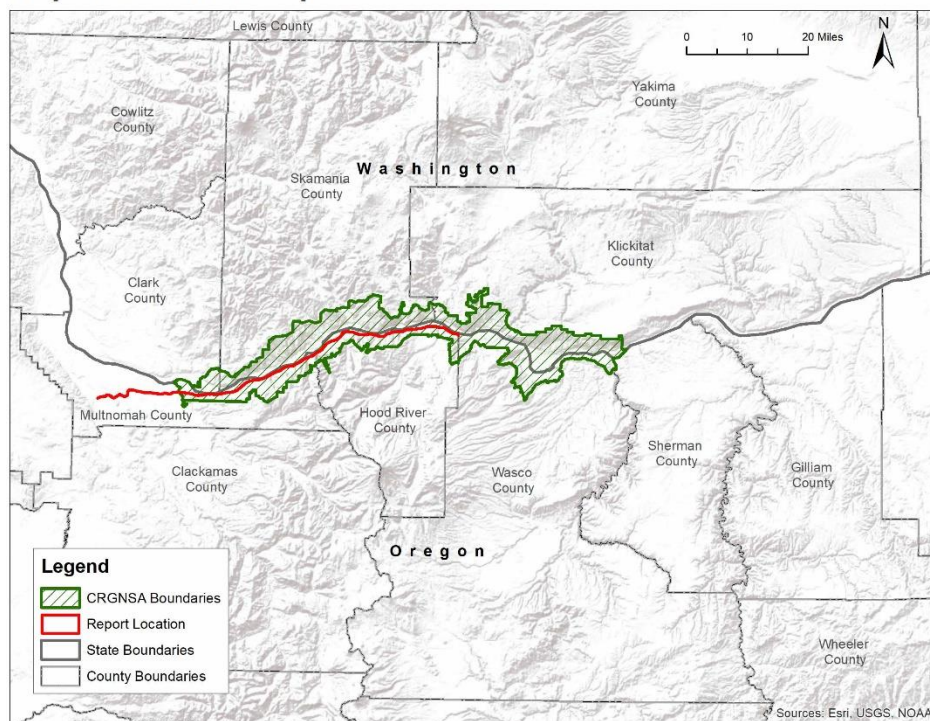 Lewis County
N
0 10 20 Miles
Yakima
County
Cowlitz
County
Washington
Skamania
County
Klickitat
County
Clark
County
Multnomah County
Hood River
County
Clackamas
County
Wasco
County
Sherman
County
Gilliam
County
Oregon
Legend
CRGNSA Boundaries
Report Location
State Boundaries
County Boundaries
Wheeler
County
Sources: Esri, USGS, NOAA